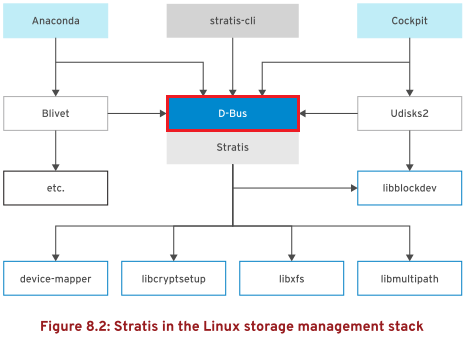 Anaconda
stratis-cli
Cockpit
Blivet
D-Bus
Udisks2
Stratis
etc.
libblockdev
device-mapper
libcryptsetup
libxfs
libmultipath
Figure 8.2: Stratis in the Linux storage management stack